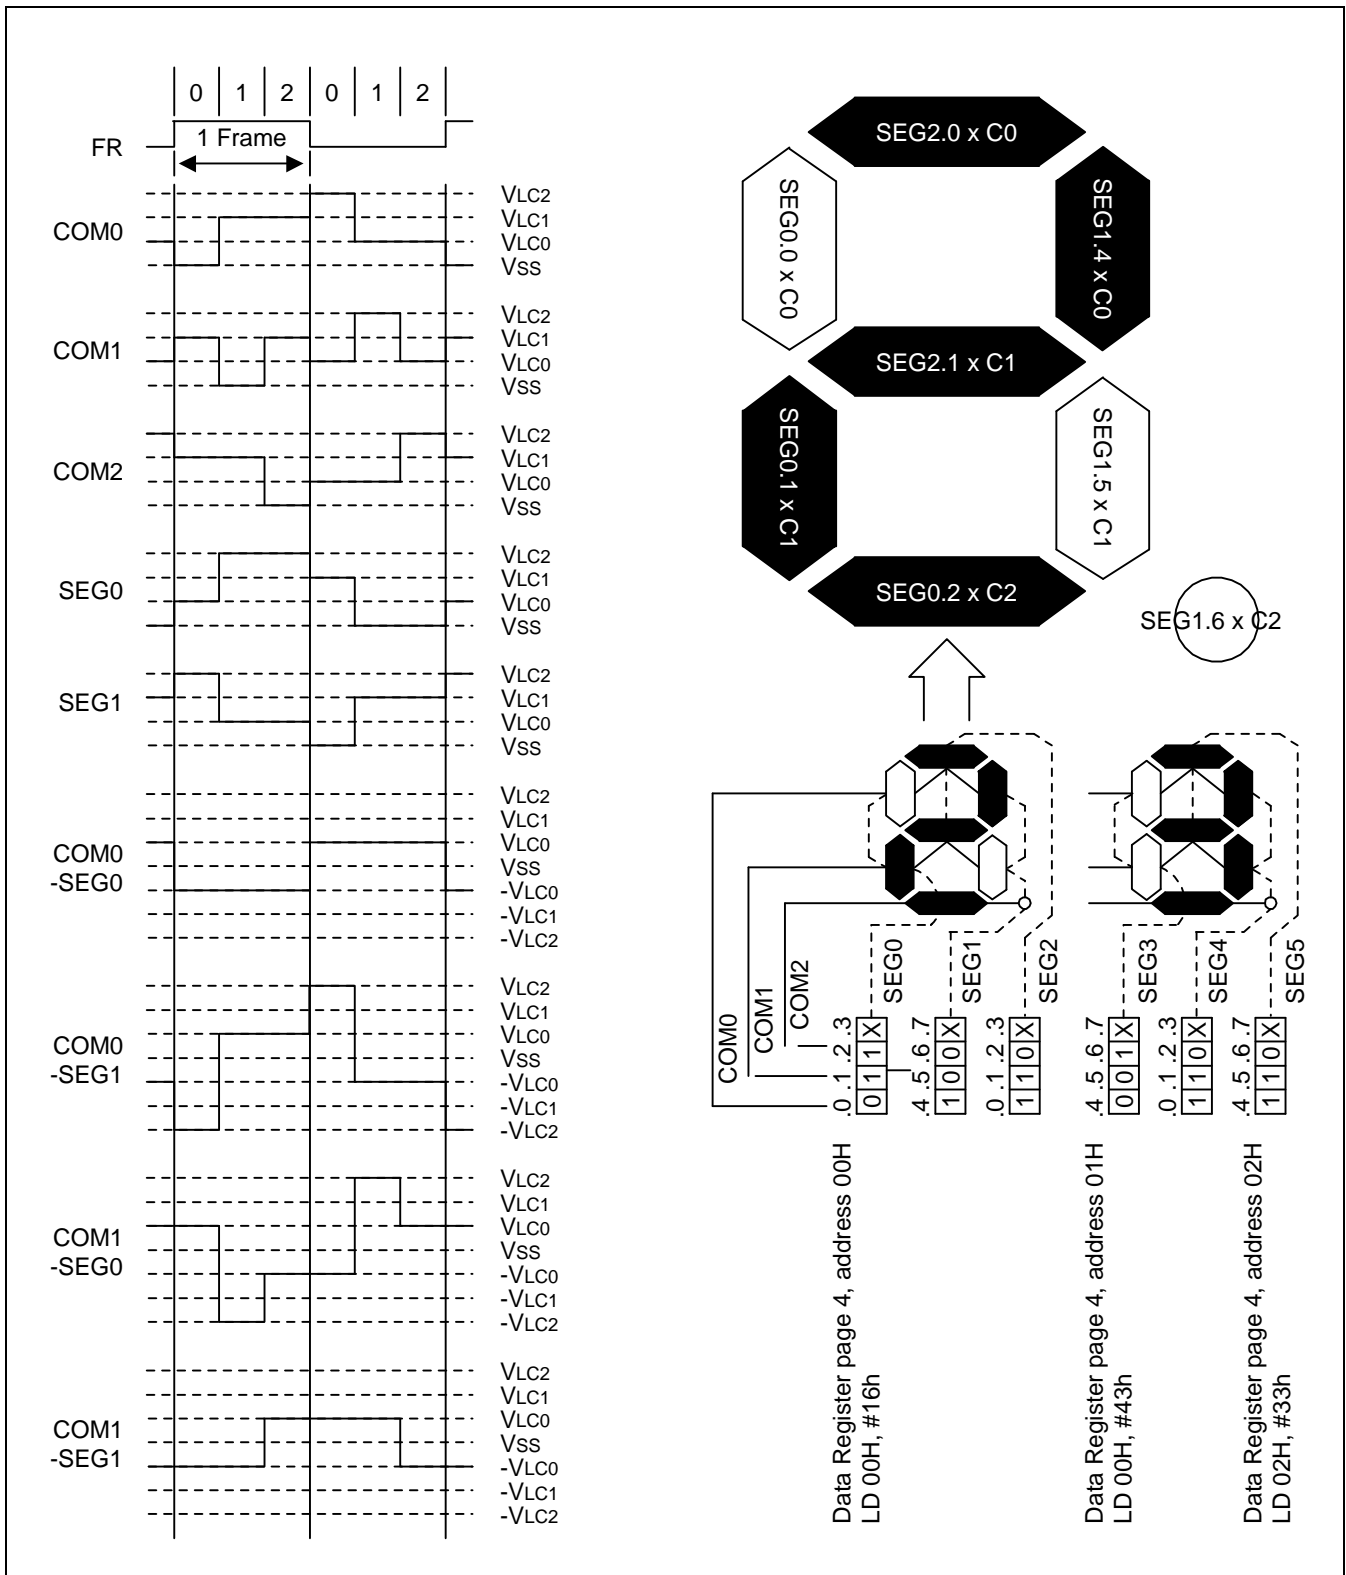 0 1 2 0 1 2
FR
1 Frame
COM0
VLC2
VLC1
VLC0
VSS
COM1
VLC2
VLC1
VLC0
VSS
COM2
VLC2
VLC1
VLC0
VSS
SEG0
VLC2
VLC1
VLC0
VSS
SEG1
VLC2
VLC1
VLC0
VSS
COM0
-SEG0
VLC2
VLC1
VLC0
VSS
-VLC0
-VLC1
-VLC2
COM0
-SEG1
VLC2
VLC1
VLC0
VSS
-VLC0
-VLC1
-VLC2
COM1
-SEG0
VLC2
VLC1
VLC0
VSS
-VLC0
-VLC1
-VLC2
COM1
-SEG1
VLC2
VLC1
VLC0
VSS
-VLC0
-VLC1
-VLC2
SEG2.0 x C0
SEG0.0 x C0
SEG1.4 x C0
SEG2.1 x C1
SEG0.1 x C1
SEG1.5 x C1
SEG0.2 x C2
SEG1.6 x C2
COM0
COM1
COM2
SEG0
SEG1
SEG2
SEG3
SEG4
SEG5
.0 .1 .2 .3
0 1 1 X
.4 .5 .6 .7
1 0 0 X
.0 .1 .2 .3
1 1 0 X
.4 .5 .6 .7
0 0 1 X
.0 .1 .2 .3
1 1 0 X
.4 .5 .6 .7
1 1 0 X
Data Register page 4, address 00H
LD 00H, #16h
Data Register page 4, address 01H
LD 00H, #43h
Data Register page 4, address 02H
LD 02H, #33h